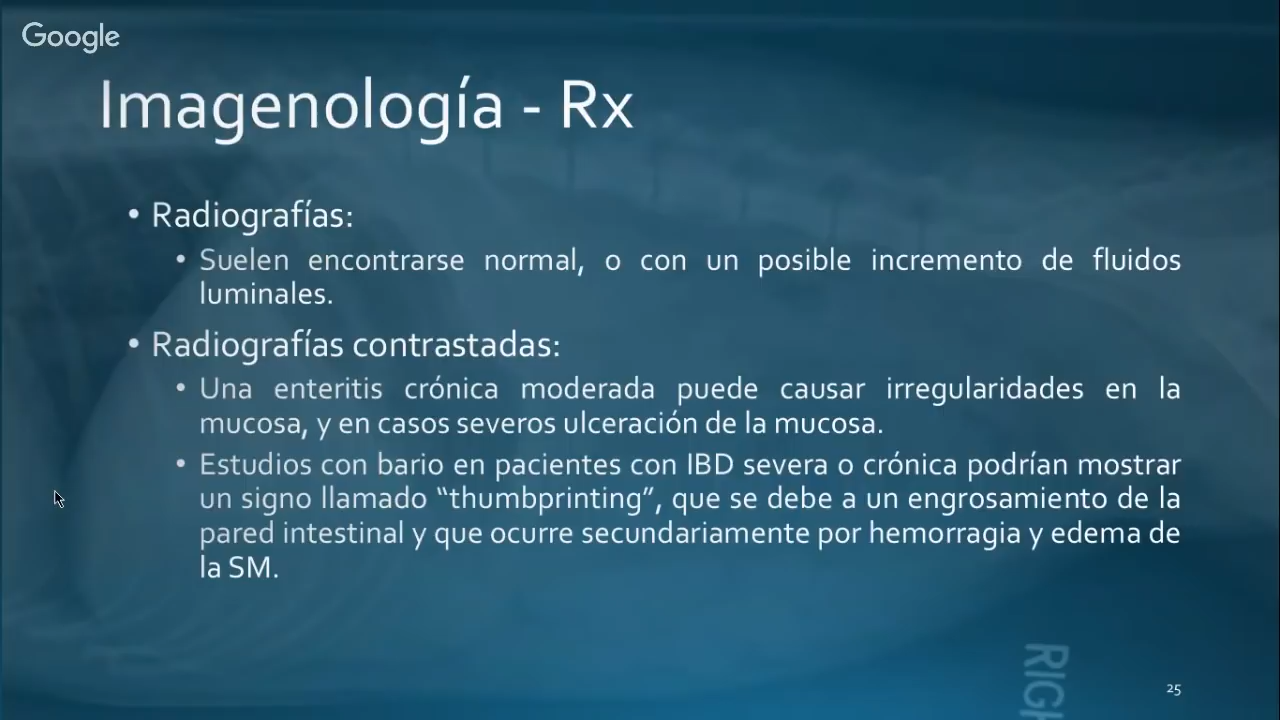 Google
Imagenología - Rx
• Radiografías:
• Suelen encontrarse normal, o con un posible incremento de fluidos
luminales.
• Radiografías contrastadas:
• Una enteritis crónica moderada puede causar irregularidades en la
mucosa, y en casos severos ulceración de la mucosa.
• Estudios con bario en pacientes con IBD severa o crónica podrían mostrar
un signo llamado “thumbprinting”, que se debe a un engrosamiento de la
pared intestinal y que ocurre secundariamente por hemorragia y edema de
la SM.
RIGH
25